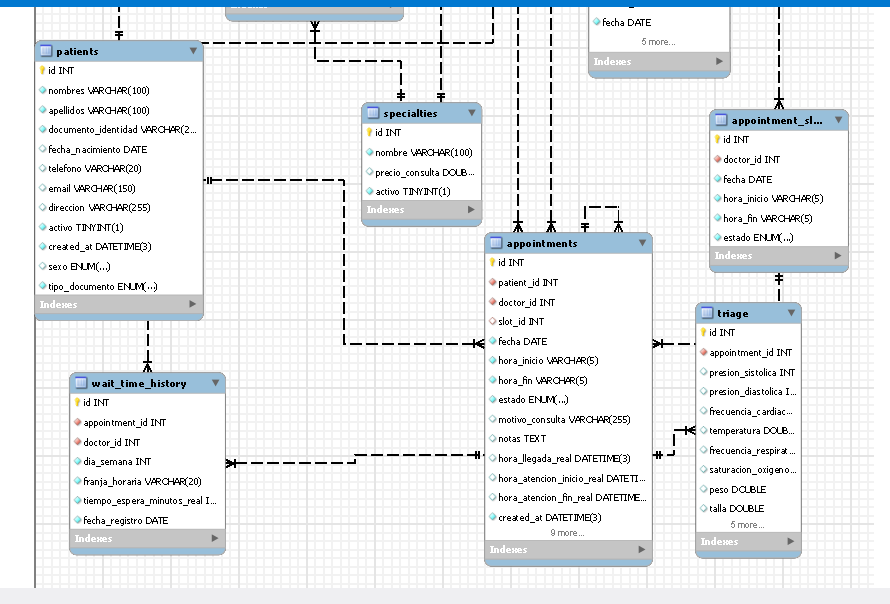 patients
id INT
nombres VARCHAR(100)
apellidos VARCHAR(100)
documento_identidad VARCHAR(2...
fecha_nacimiento DATE
telefono VARCHAR(20)
email VARCHAR(150)
direccion VARCHAR(255)
activo TINYINT(1)
created_at DATETIME(3)
sexo ENUM(...)
tipo_documento ENUM(...)
Indexes
wait_time_history
id INT
appointment_id INT
doctor_id INT
dia_semana INT
franja_horaria VARCHAR(20)
tiempo_espera_minutos_real I...
fecha_registro DATE
Indexes
Indexes
specialties
id INT
nombre VARCHAR(100)
precio_consulta DOUB...
activo TINYINT(1)
Indexes
appointments
id INT
patient_id INT
doctor_id INT
slot_id INT
fecha DATE
hora_inicio VARCHAR(5)
hora_fin VARCHAR(5)
estado ENUM(...)
motivo_consulta VARCHAR(255)
notas TEXT
hora_llegada_real DATETIME(3)
hora_atencion_inicio_real DATETI...
hora_atencion_fin_real DATETIME...
created_at DATETIME(3)
9 more...
Indexes
fecha DATE
5 more...
Indexes
appointment_sl...
id INT
doctor_id INT
fecha DATE
hora_inicio VARCHAR(5)
hora_fin VARCHAR(5)
estado ENUM(...)
Indexes
triage
id INT
appointment_id INT
presion_sistolica INT
presion_diastolica I...
frecuencia_cardiac...
temperatura DOUB...
frecuencia_respirat...
saturacion_oxigeno...
peso DOUBLE
talla DOUBLE
5 more...
Indexes